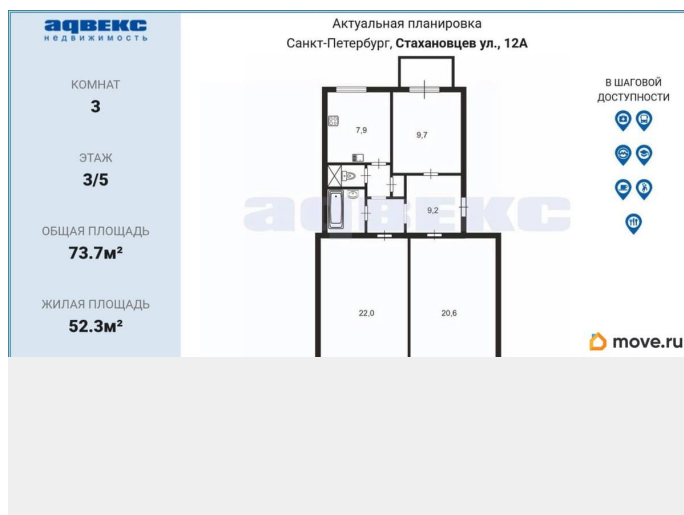 адвекс
недвижимость
КОМНАТ
3
ЭТАЖ
3/5
ОБЩАЯ ПЛОЩАДЬ
73.7м²
ЖИЛАЯ ПЛОЩАДЬ
52.3м²
Актуальная планировка
Санкт-Петербург, Стахановцев ул., 12А
7,9
9,7
9,2
адвекс
22,0
20,6
В ШАГОВОЙ
ДОСТУПНОСТИ
move.ru